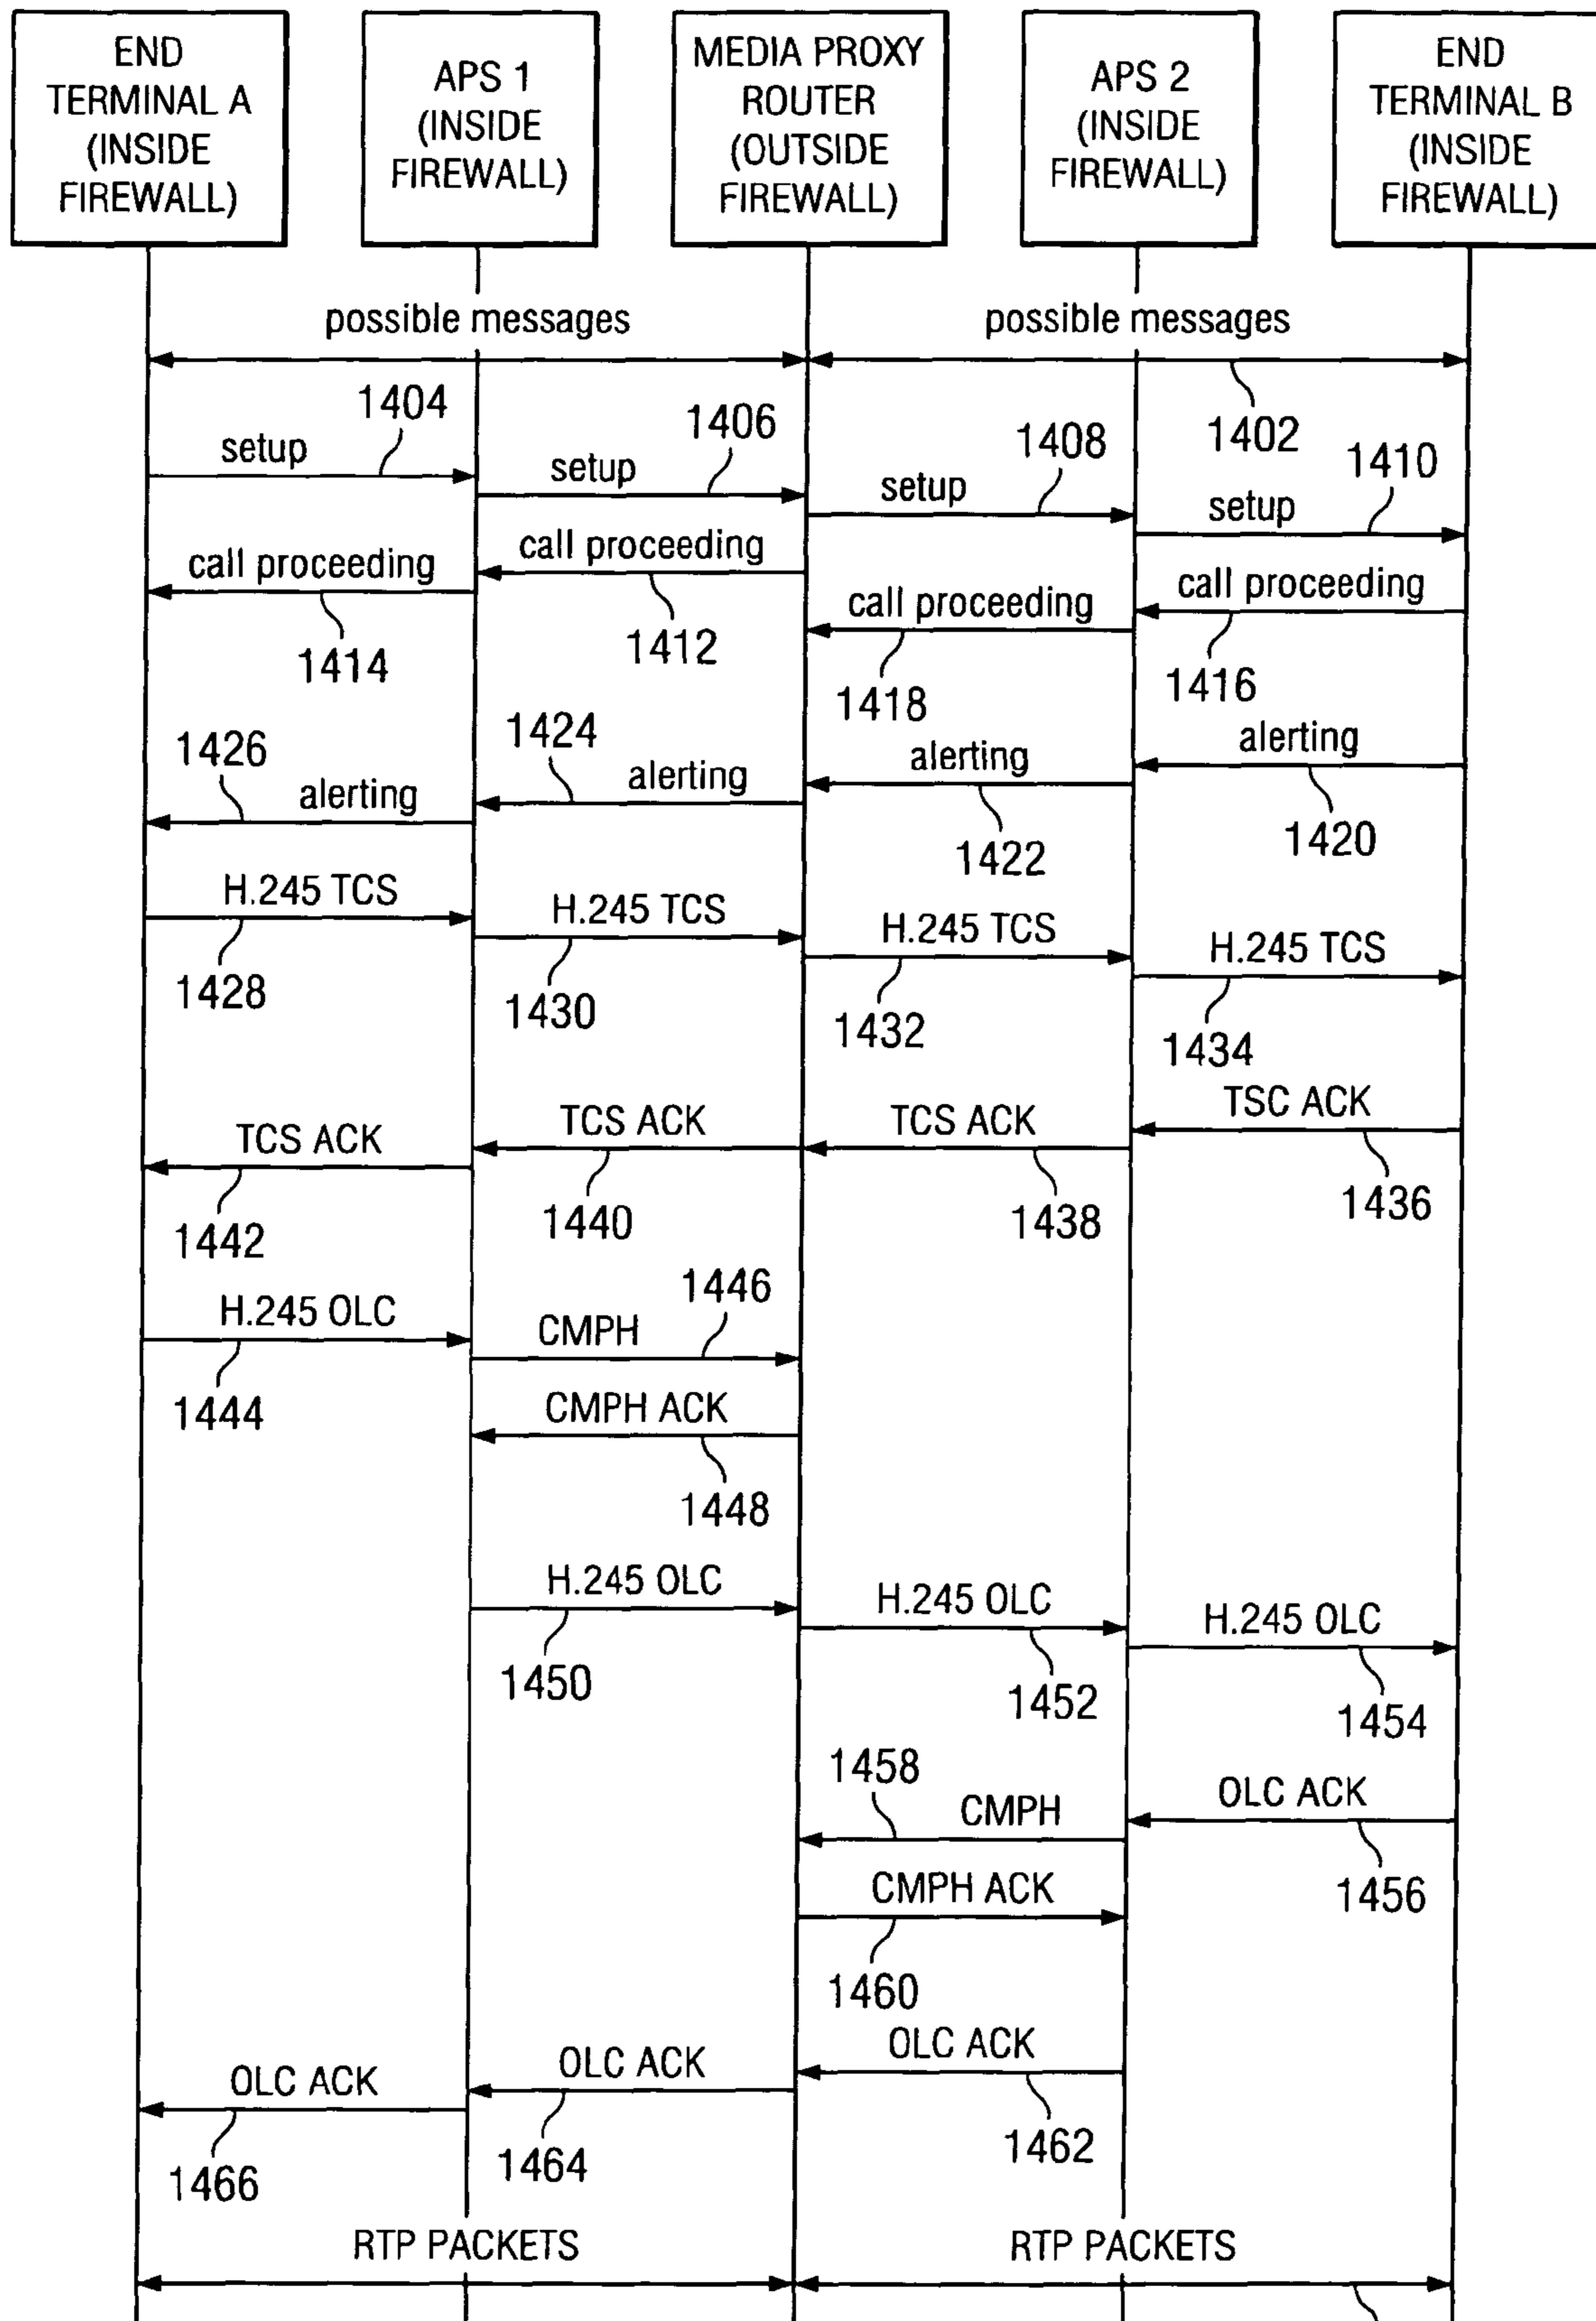 END
TERMINAL A
(INSIDE
FIREWALL)
APS 1
(INSIDE
FIREWALL)
MEDIA PROXY
ROUTER
(OUTSIDE
FIREWALL)
APS 2
(INSIDE
FIREWALL)
END
TERMINAL B
(INSIDE
FIREWALL)
possible messages
possible messages
1402
1404
setup
1406
setup
1408
setup
1410
setup
call proceeding
1412
call proceeding
1414
call proceeding
1416
call proceeding
1418
alerting
1420
alerting
1422
1424
alerting
1426
alerting
H.245 TCS
1428
H.245 TCS
1430
H.245 TCS
1432
H.245 TCS
1434
TSC ACK
1436
TCS ACK
1438
TCS ACK
1440
TCS ACK
1442
H.245 OLC
1444
1446
CMPH
CMPH ACK
1448
H.245 OLC
1450
H.245 OLC
1452
H.245 OLC
1454
OLC ACK
1456
1458
CMPH
CMPH ACK
1460
OLC ACK
1462
OLC ACK
1464
OLC ACK
1466
RTP PACKETS
RTP PACKETS